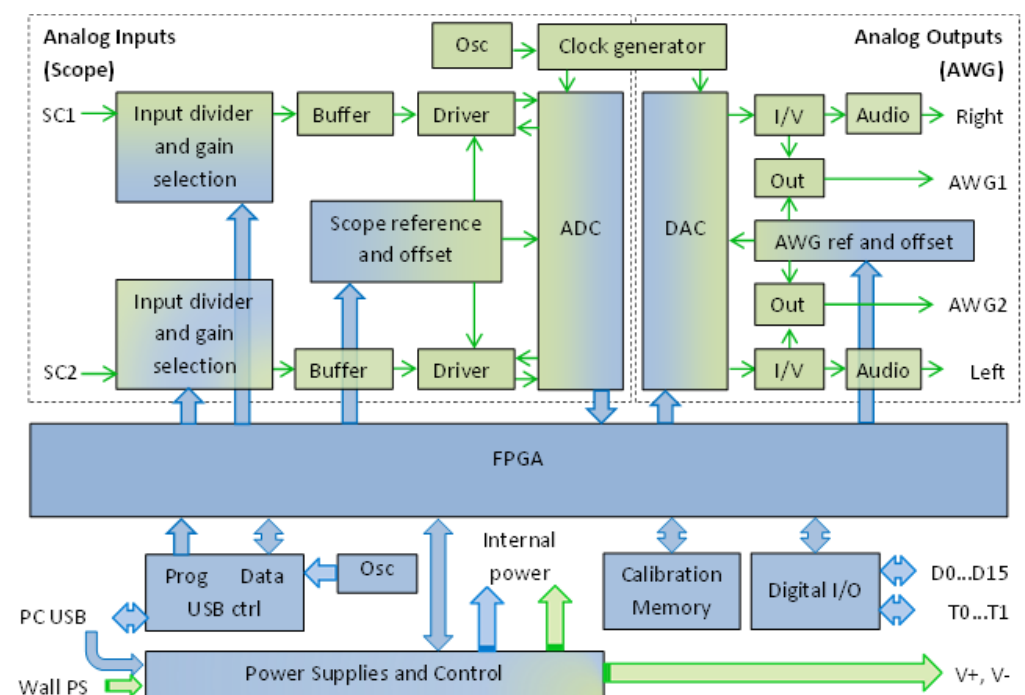 Analog Inputs
(Scope)
Osc
Clock generator
Analog Outputs
(AWG)
SC1
Input divider
and gain
selection
Buffer
Driver
ADC
DAC
I/V
Audio
Right
Out
AWG1
Scope reference
and offset
AWG ref and offset
Input divider
and gain
selection
Out
AWG2
SC2
Buffer
Driver
I/V
Audio
Left
FPGA
Prog Data
USB ctrl
Osc
Internal
power
Calibration
Memory
Digital I/O
D0...D15
T0...T1
PC USB
Wall PS
Power Supplies and Control
V+, V-